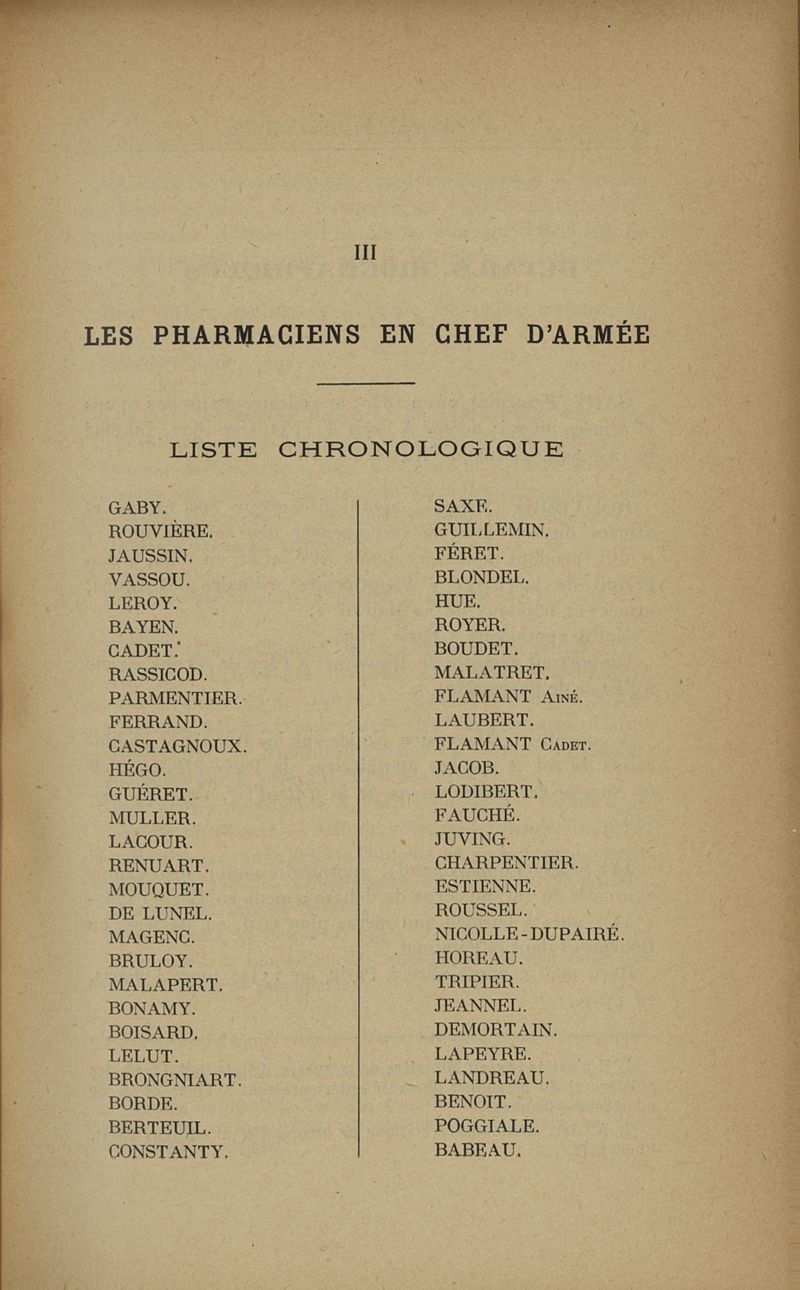 III
LES PHARMACIENS EN CHEF D'ARMÉE
LISTE CHRONOLOGIQUE
GABY.
ROUVIÈRE.
JAUSSIN.
VASSOU.
LEROY.
BAYEN.
CADET.
RASSICOD.
PARMENTIER.
FERRAND.
CASTAGNOUX.
HÉGO.
GUÉRET.
MULLER.
LACOUR.
RENUART.
MOUQUET.
DE LUNEL.
MAGENC.
BRULOY.
MALAPERT.
BONAMY.
BOISARD.
LELUT.
BRONGNIART.
BORDE.
BERTEUIL.
CONSTANTY.
SAXE.
GUILLEMIN.
FÉRET.
BLONDEL.
HUE.
ROYER.
BOUDET.
MALATRET.
FLAMANT AINÉ.
LAUBERT.
FLAMANT CADET.
JACOB.
LODIBERT.
FAUCHÉ.
JUVING.
CHARPENTIER.
ESTIENNE.
ROUSSEL.
NICOLLE-DUPAIRÉ.
HOREAU.
TRIPIER.
JEANNEL.
DEMORTAIN.
LAPEYRE.
LANDREAU.
BENOIT.
POGGIALE.
BABEAU.